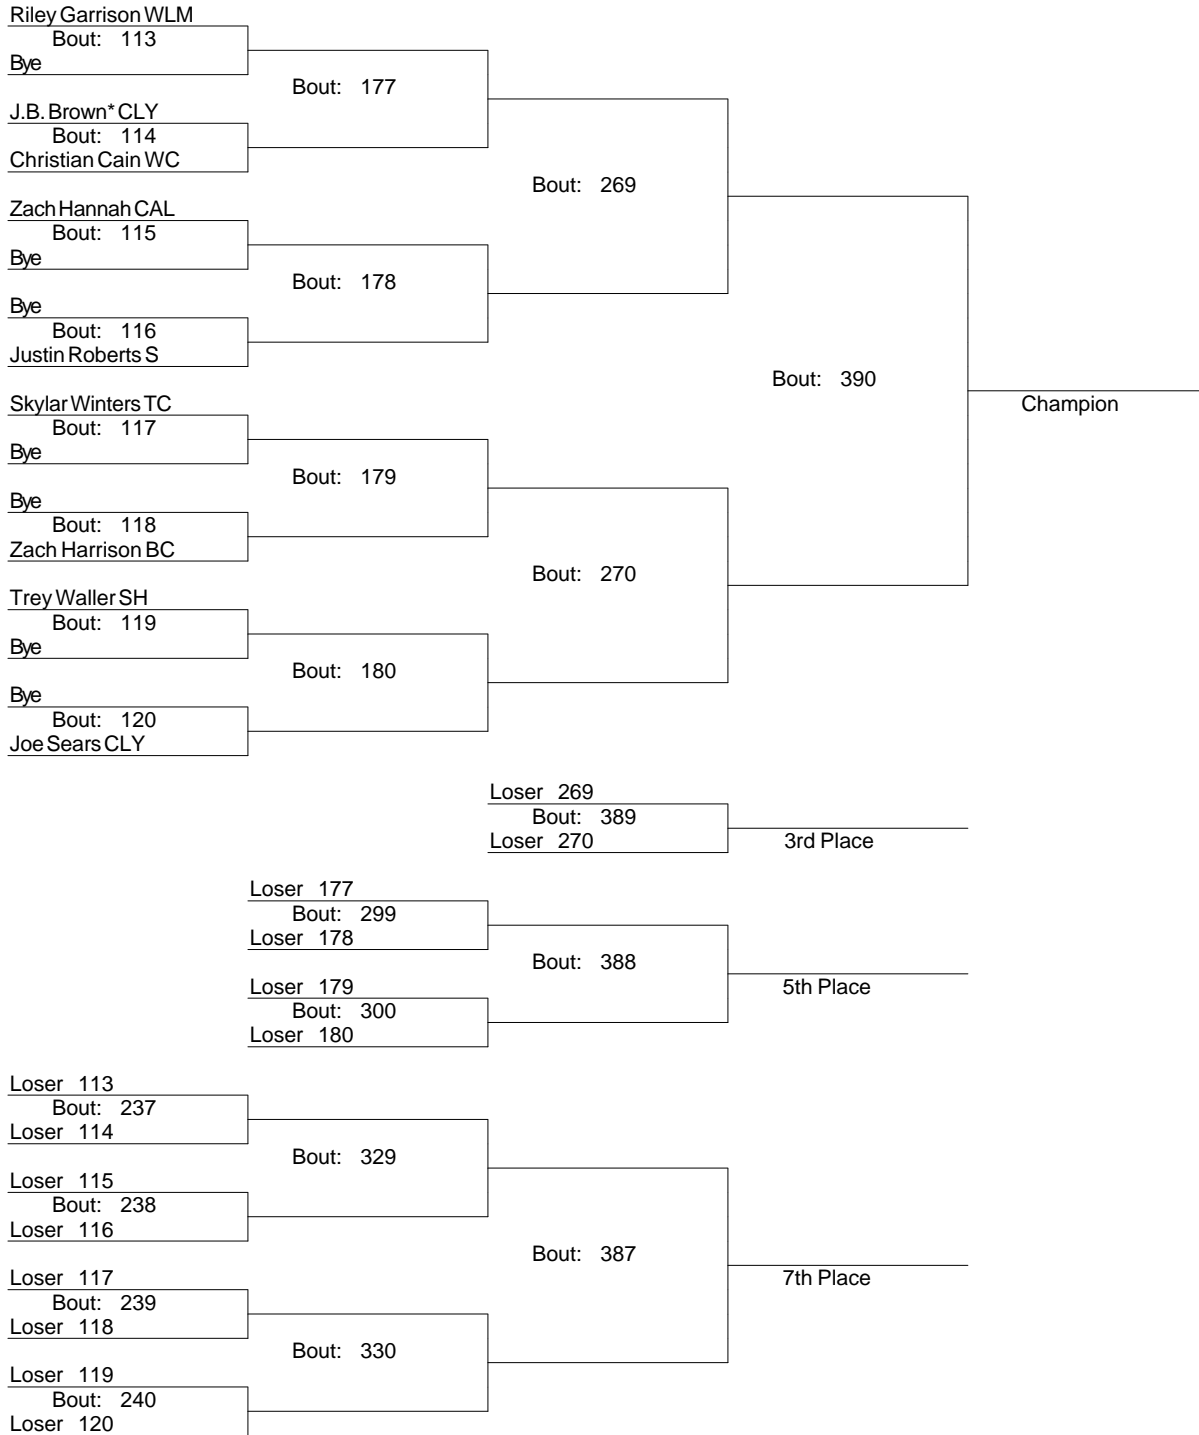 Riley Garrison WLM
Bout: 113
Bye
Bout: 177
J.B. Brown* CLY
Bout: 114
Christian Cain WC
Bout: 269
Zach Hannah CAL
Bout: 115
Bye
Bout: 178
Bye
Bout: 116
Justin Roberts S
Bout: 390
Champion
Skylar Winters TC
Bout: 117
Bye
Bout: 179
Bye
Bout: 118
Zach Harrison BC
Bout: 270
Trey Waller SH
Bout: 119
Bye
Bout: 180
Bye
Bout: 120
Joe Sears CLY
Loser 269
Bout: 389
Loser 270
3rd Place
Loser 177
Bout: 299
Loser 178
Bout: 388
Loser 179
5th Place
Bout: 300
Loser 180
Loser 113
Bout: 237
Loser 114
Bout: 329
Loser 115
Bout: 238
Loser 116
Bout: 387
Loser 117
7th Place
Bout: 239
Loser 118
Bout: 330
Loser 119
Bout: 240
Loser 120